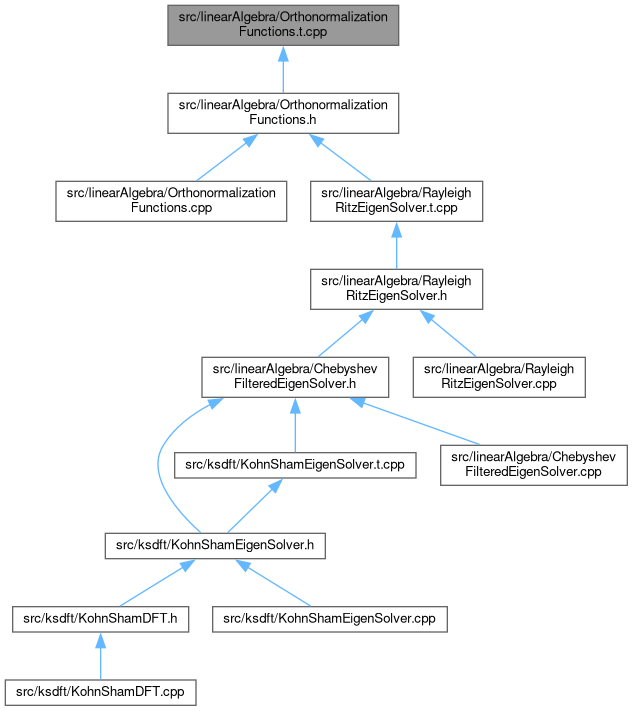 src/linearAlgebra/Orthonormalization
Functions.t.cpp
src/linearAlgebra/Orthonormalization
Functions.h
src/linearAlgebra/Orthonormalization
Functions.cpp
src/linearAlgebra/Rayleigh
RitzEigenSolver.t.cpp
src/linearAlgebra/Rayleigh
RitzEigenSolver.h
src/linearAlgebra/Chebyshev
FilteredEigenSolver.h
src/linearAlgebra/Rayleigh
RitzEigenSolver.cpp
src/ksdft/KohnShamEigenSolver.t.cpp
src/linearAlgebra/Chebyshev
FilteredEigenSolver.cpp
src/ksdft/KohnShamEigenSolver.h
src/ksdft/KohnShamDFT.h
src/ksdft/KohnShamEigenSolver.cpp
src/ksdft/KohnShamDFT.cpp